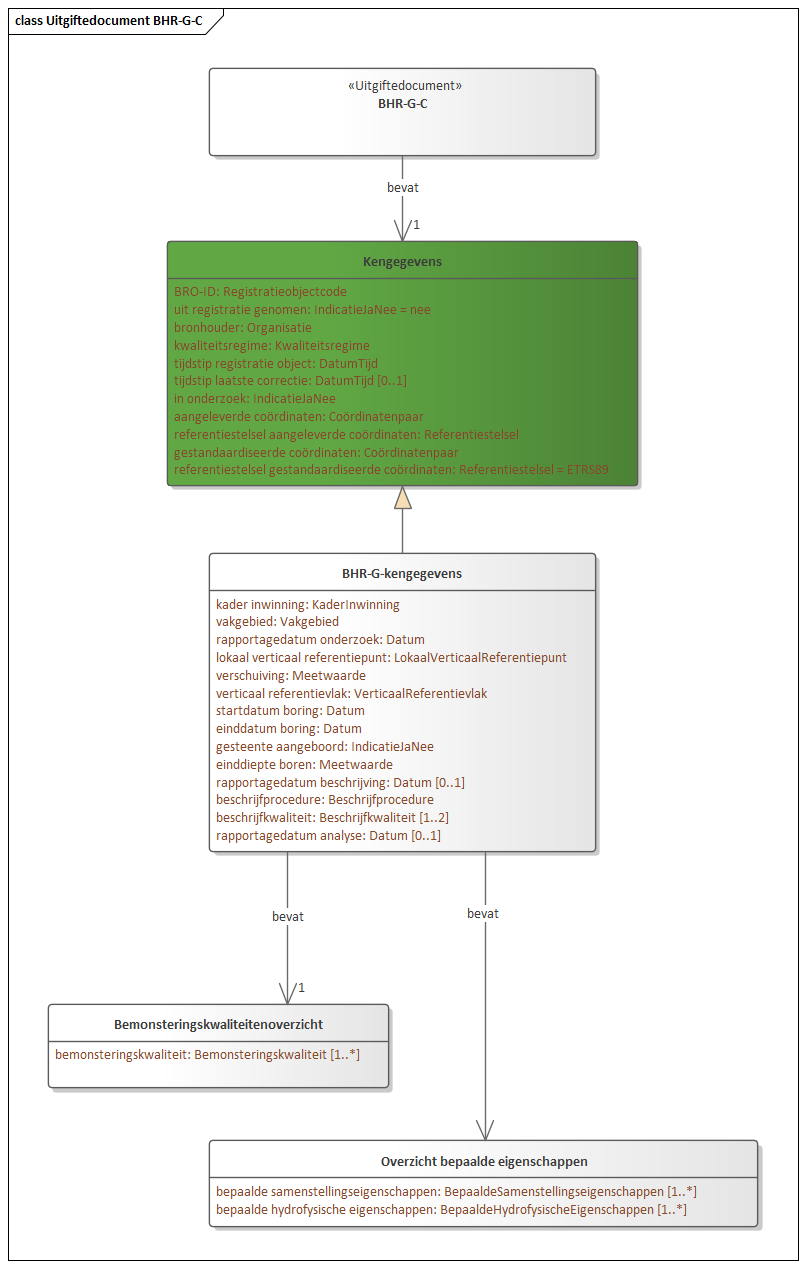 class Uitgiftedocument BHR-G-C
«Uitgiftedocument»
BHR-G-C
bevat
1
Kengegevens
BRO-ID: Registratieobjectcode
uit registratie genomen: IndicatieJaNee = nee
bronhouder: Organisatie
kwaliteitsregime: Kwaliteitsregime
tijdstip registratie object: DatumTijd
tijdstip laatste correctie: DatumTijd [0..1]
in onderzoek: IndicatieJaNee
aangeleverde coördinaten: Coördinatenpaar
referentiestelsel aangeleverde coördinaten: Referentiestelsel
gestandaardiseerde coördinaten: Coördinatenpaar
referentiestelsel gestandaardiseerde coördinaten: Referentiestelsel = ETRS89
BHR-G-kengegevens
kader inwinning: KaderInwinning
vakgebied: Vakgebied
rapportagedatum onderzoek: Datum
lokaal verticaal referentiepunt: LokaalVerticaalReferentiepunt
verschuiving: Meetwaarde
verticaal referentievlak: VerticaalReferentievlak
startdatum boring: Datum
einddatum boring: Datum
gesteente aangeboord: IndicatieJaNee
einddiepte boren: Meetwaarde
rapportagedatum beschrijving: Datum [0..1]
beschrijfprocedure: Beschrijfprocedure
beschrijfkwaliteit: Beschrijfkwaliteit [1..2]
rapportagedatum analyse: Datum [0..1]
bevat
bevat
1
Bemonsteringskwaliteitenoverzicht
bemonsteringskwaliteit: Bemonsteringskwaliteit [1..*]
Overzicht bepaalde eigenschappen
bepaalde samenstellingseigenschappen: BepaaldeSamenstellingseigenschappen [1..*]
bepaalde hydrofysische eigenschappen: BepaaldeHydrofysischeEigenschappen [1..*]